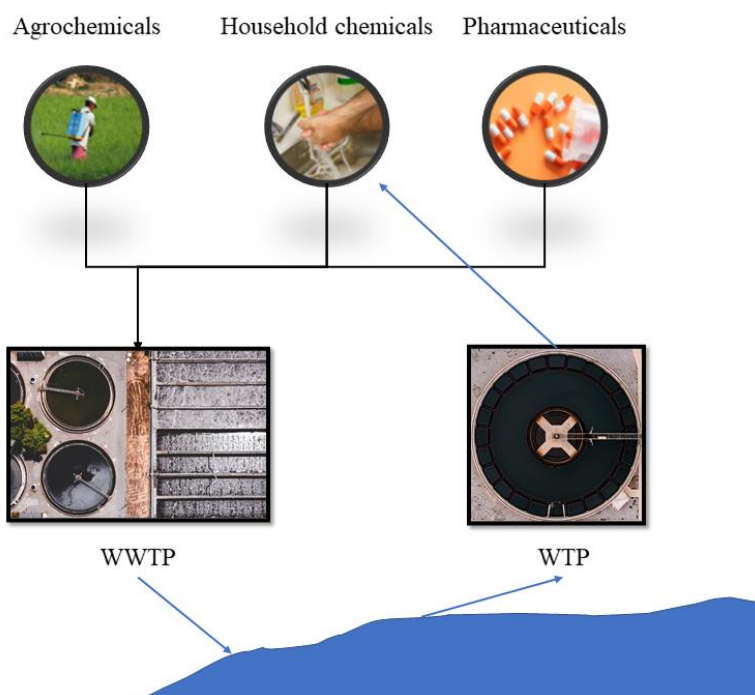 Agrochemicals
Household chemicals
Pharmaceuticals
WWTP
WTP